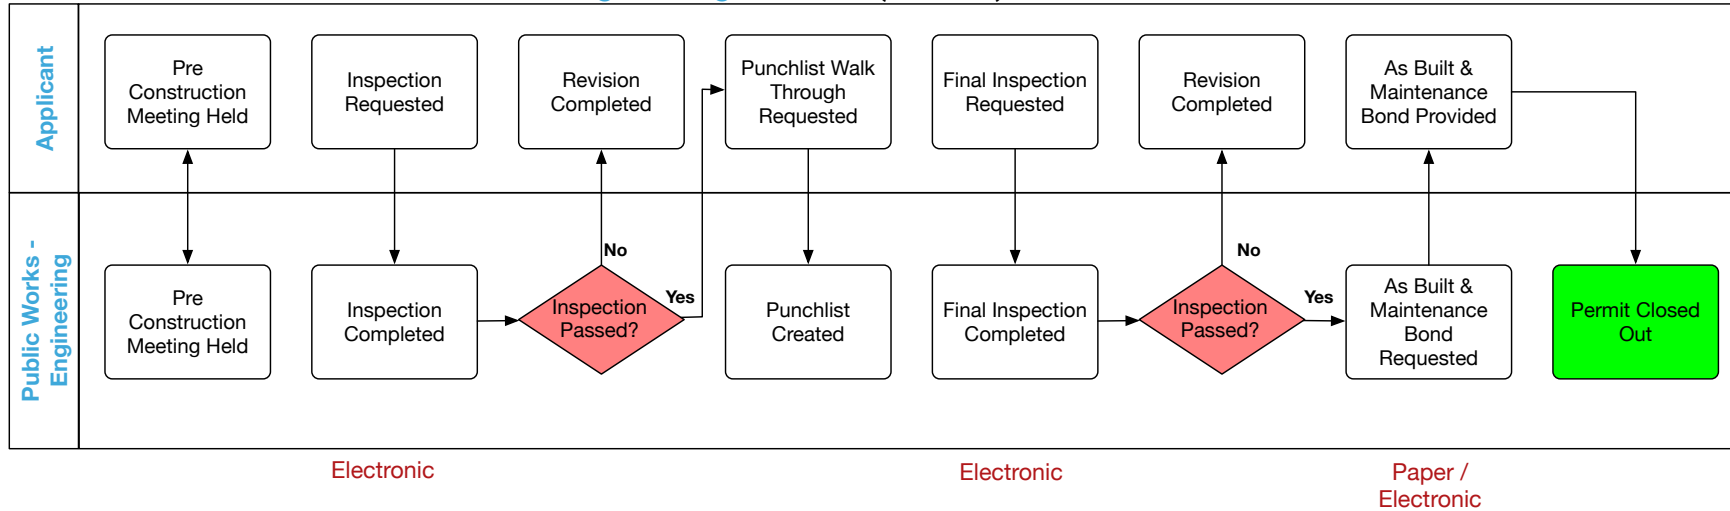 Applicant
Pre
Construction
Meeting Held
Inspection
Requested
Revision
Completed
Punchlist Walk
Through
Requested
Final Inspection
Requested
Revision
Completed
As Built &
Maintenance
Bond Provided
Public Works -
Engineering
Pre
Construction
Meeting Held
Inspection
Completed
Inspection
Passed?
No
Yes
Punchlist
Created
Final Inspection
Completed
Inspection
Passed?
No
Yes
As Built &
Maintenance
Bond
Requested
Permit Closed
Out
Electronic
Electronic
Paper /
Electronic